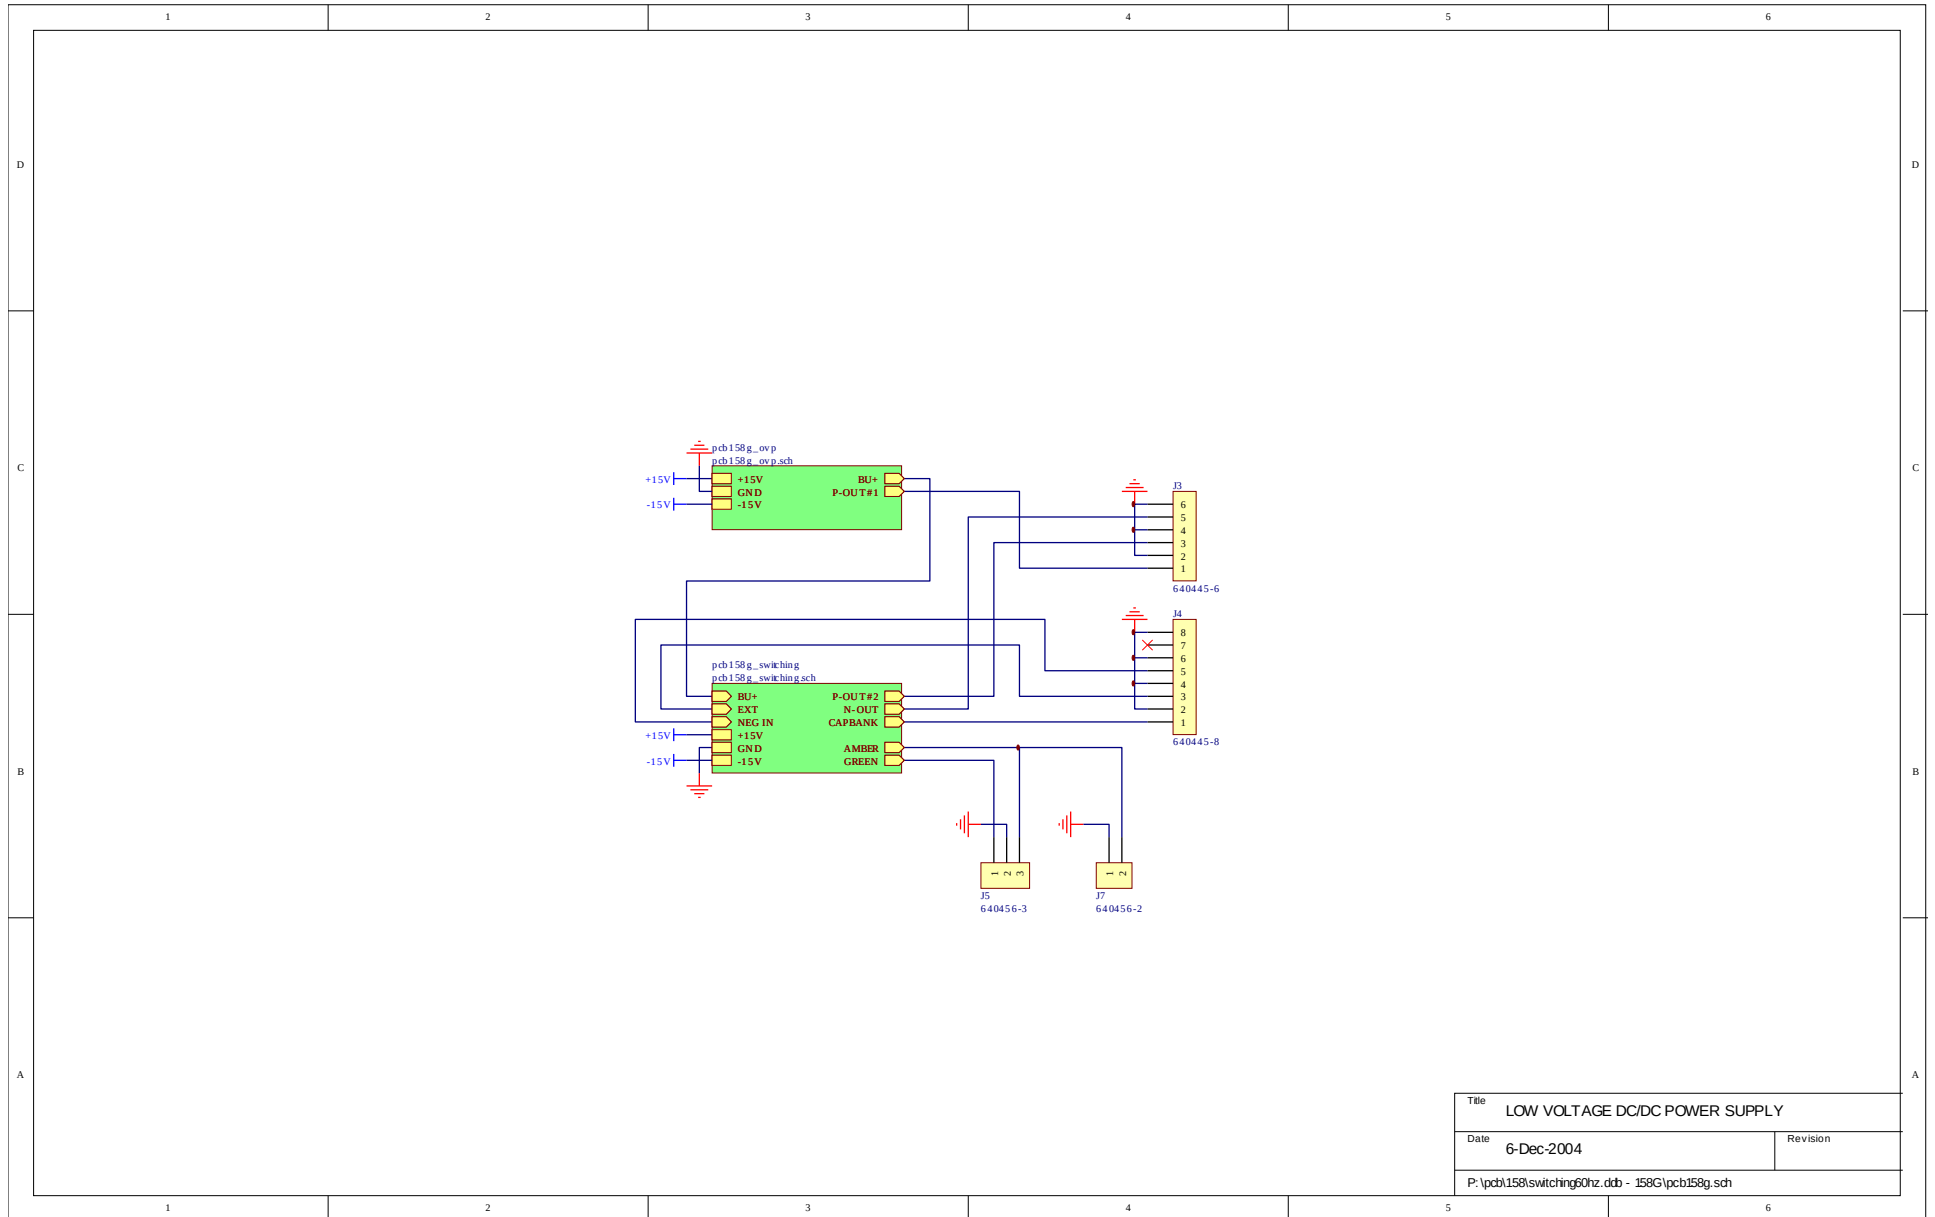 1 2 3 4 5 6
D D
pcb158g_ovp
pcb158g_ovp.sch
C C
+15V +15V BU+
GND P-OUT#1
-15V -15V
J3
6
5
4
3
2
1
640445-6
J4
8
7
6
5
4
3
2
1
640445-8
pcb158g_switching
pcb158g_switching.sch
BU+ P-OUT#2
EXT N-OUT
NEG IN CAPBANK
+15V +15V
GND AMBER
-15V -15V GREEN
B B
1 2 3
J5
640456-3
1 2
J7
640456-2
A A
Title
LOW VOLTAGE DC/DC POWER SUPPLY
Date 6-Dec-2004 Revision
P:\pcb\158\switching60hz.ddb - 158G\pcb158g.sch
1 2 3 4 5 6